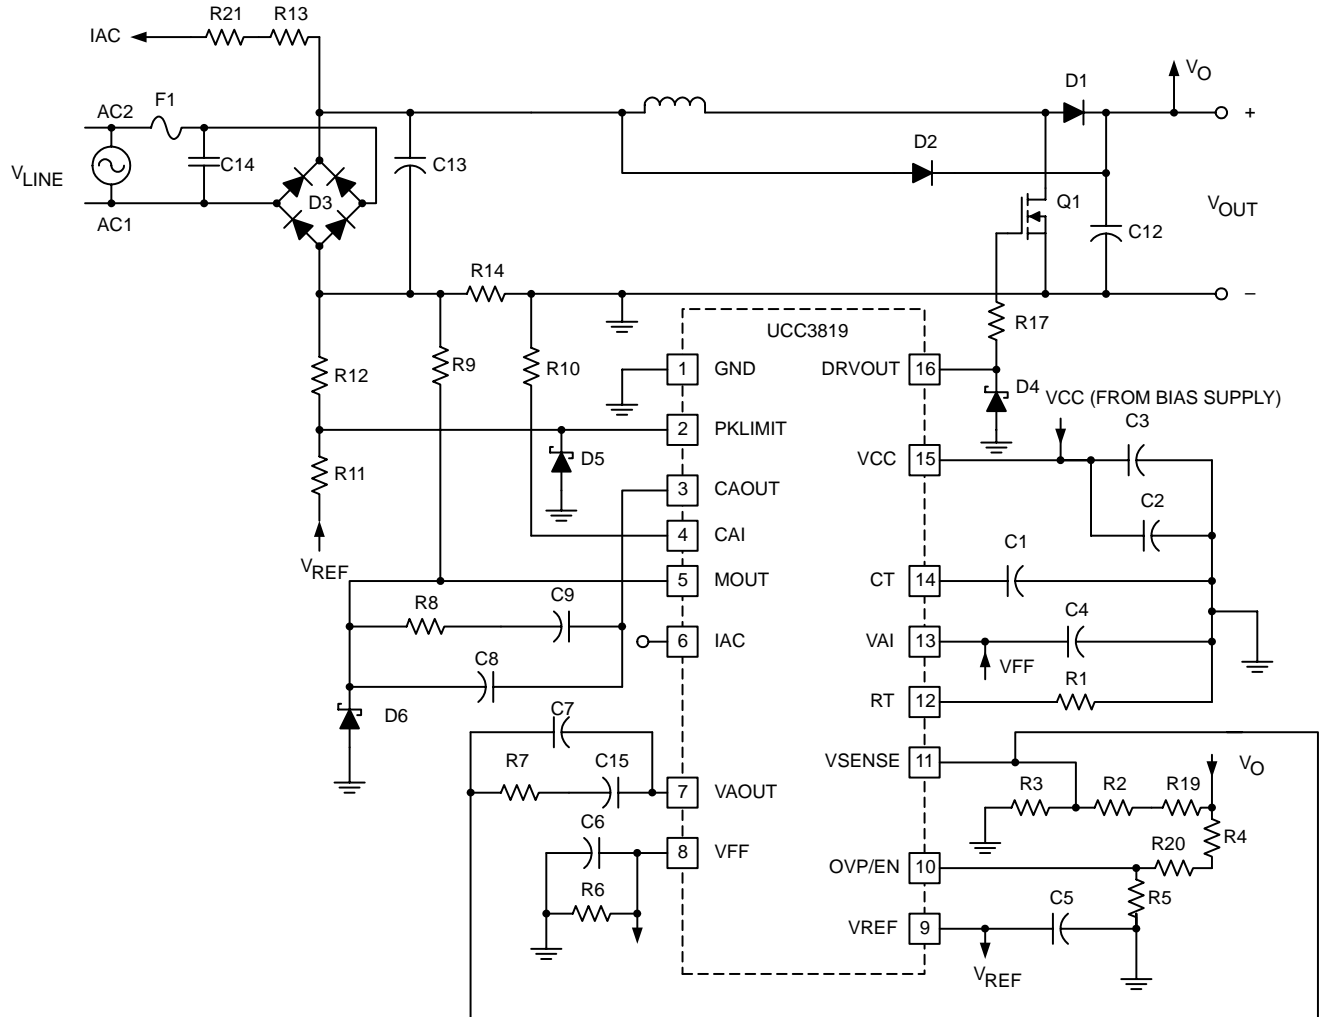 R21
R13
IAC
VO
D1
AC2
F1
+
D2
C14
C13
VLINE
D3
Q1
VOUT
AC1
C12
R14
–
UCC3819
R17
R12
R9
R10
1
GND
DRVOUT
16
D4
VCC (FROM BIAS SUPPLY)
2
PKLIMIT
C3
D5
VCC
15
R11
3
CAOUT
C2
4
CAI
C1
VREF
5
MOUT
CT
14
R8
C9
C4
6
IAC
VAI
13
C8
VFF
R1
RT
12
D6
C7
VSENSE
11
VO
R7
C15
R3
R2
R19
7
VAOUT
C6
R4
R20
8
VFF
OVP/EN
10
R6
C5
R5
VREF
9
VREF